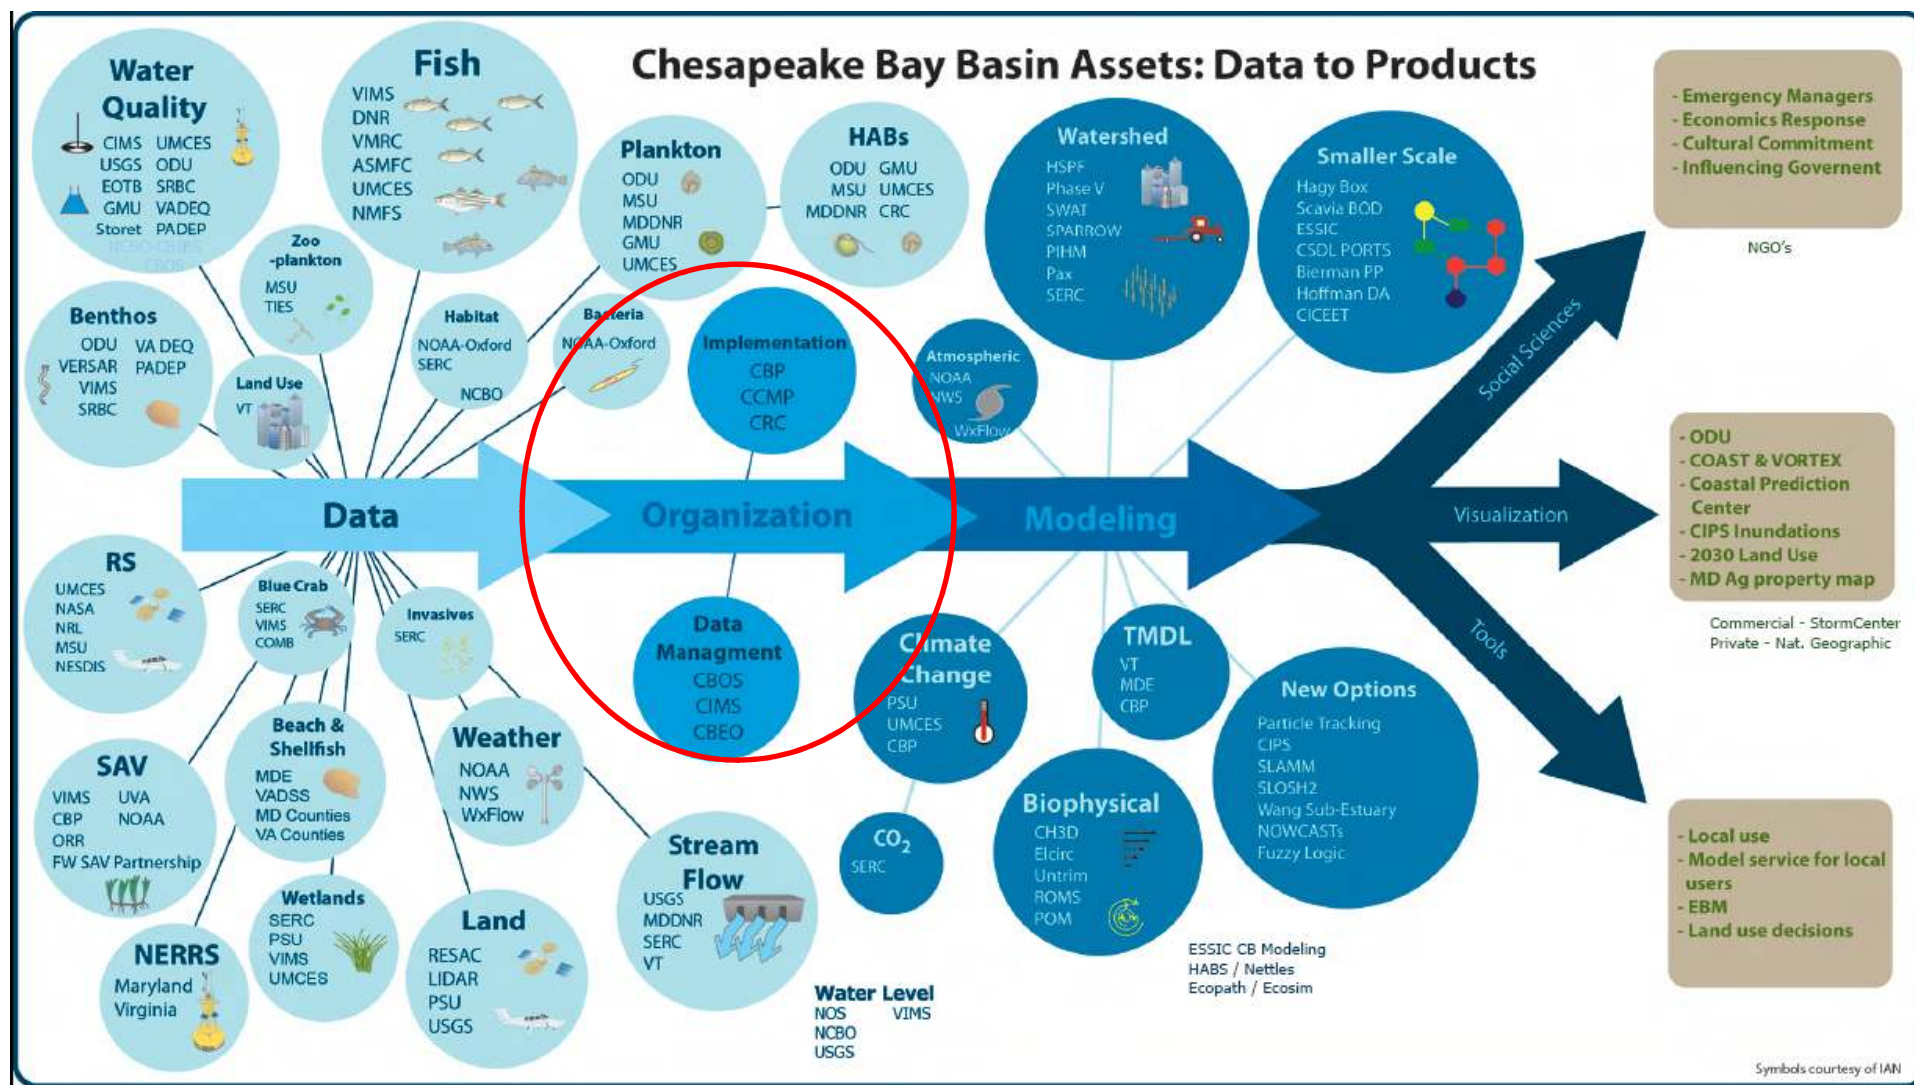 Chesapeake Bay Basin Assets: Data to Products
Water
Quality
CIMS UMCES
USGS ODU
EOTB SRBC
GMU VADEQ
Storet PADEP
NCBO-CBIES
CBOS
Fish
VIMS
DNR
VMRC
ASMFC
UMCES
NMFS
Plankton
ODU
MSU
MDDNR
GMU
UMCES
HABs
ODU GMU
MSU UMCES
MDDNR CRC
Zoo
-plankton
MSU
TIES
Benthos
ODU VA DEQ
VERSAR PADEP
VIMS
SRBC
Land Use
VT
Habitat
NOAA-Oxford
SERC
NCBO
Bacteria
NOAA-Oxford
Implementation
CBP
CCMP
CRC
Atmospheric
NOAA
NWS
WxFlow
Watershed
HSPF
Phase V
SWAT
SPARROW
PIHM
Pax
SERC
Smaller Scale
Hagy Box
Scavia BOD
ESSIC
CSDL PORTS
Bierman PP
Hoffman DA
CICEET
Data
Organization
Modeling
Social Sciences
Visualization
Tools
- Emergency Managers
- Economics Response
- Cultural Commitment
- Influencing Governent
NGO's
- ODU
- COAST & VORTEX
- Coastal Prediction
Center
- CIPS Inundations
- 2030 Land Use
- MD Ag property map
Commercial - StormCenter
Private - Nat. Geographic
- Local use
- Model service for local
users
- EBM
- Land use decisions
RS
UMCES
NASA
NRL
MSU
NESDIS
Blue Crab
SERC
VIMS
COMB
Invasives
SERC
Data
Managment
CBOS
CIMS
CBEO
Climate
Change
PSU
UMCES
CBP
TMDL
VT
MDE
CBP
New Options
Particle Tracking
CIPS
SLAMM
SLOSH2
Wang Sub-Estuary
NOWCASTs
Fuzzy Logic
SAV
VIMS UVA
CBP NOAA
ORR
FW SAV Partnership
Beach &
Shellfish
MDE
VADSS
MD Counties
VA Counties
Weather
NOAA
NWS
WxFlow
Stream
Flow
USGS
MDDNR
SERC
VT
CO2
SERC
Biophysical
CH3D
Elcirc
Untrim
ROMS
POM
NERRS
Maryland
Virginia
Wetlands
SERC
PSU
VIMS
UMCES
Land
RESAC
LIDAR
PSU
USGS
Water Level
NOS VIMS
NCBO
USGS
ESSIC CB Modeling
HABS / Nettles
Ecopath / Ecosim
Symbols courtesy of IAN